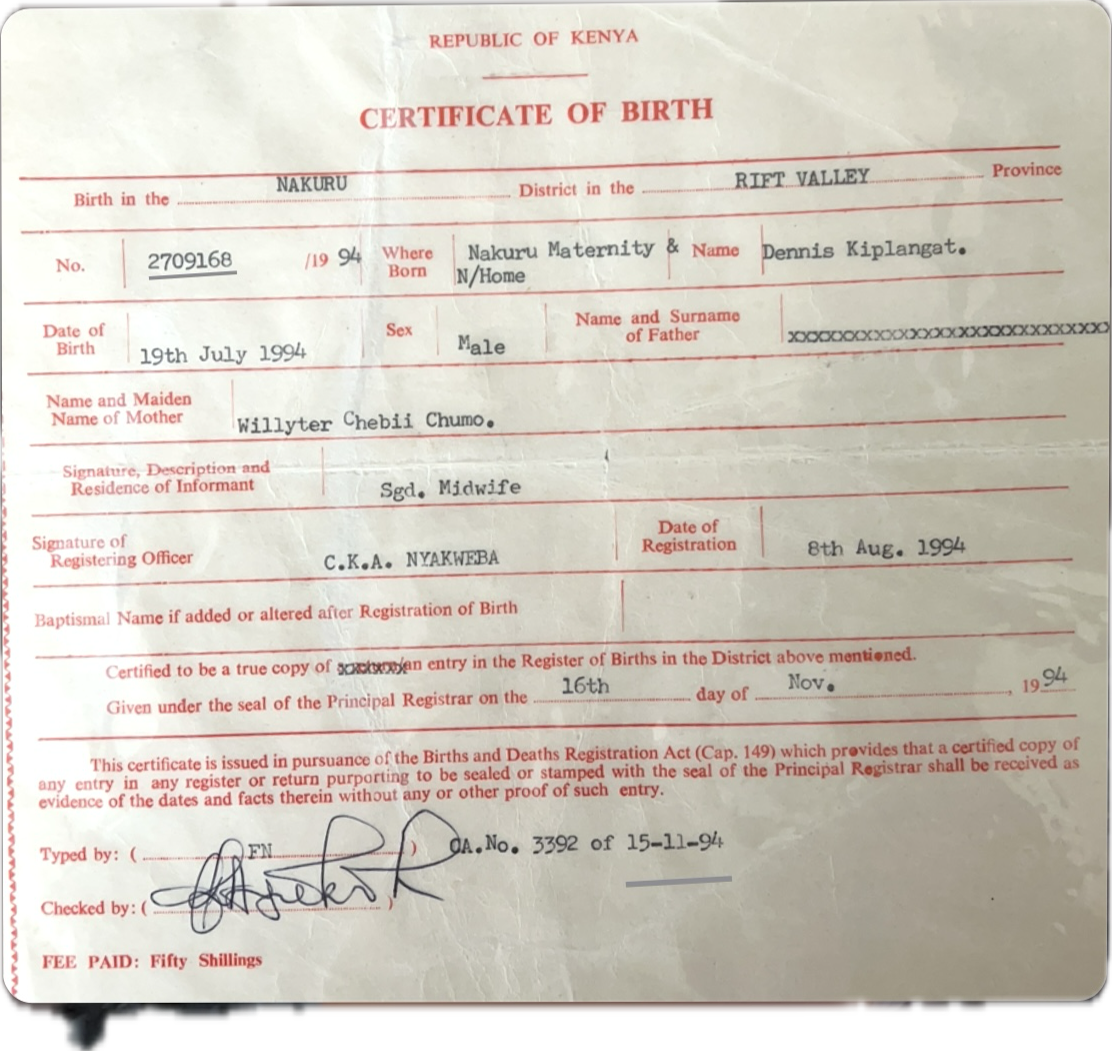 REPUBLIC OF KENYA
CERTIFICATE OF BIRTH
Birth in the NAKURU District in the RIFT VALLEY Province
No. 2709168 /19 94 Where Born Nakuru Maternity & N/Home Name Dennis Kiplangat.
Date of Birth 19th July 1994 Sex Male Name and Surname of Father xxxxxxxxxxxxxxxxxxxxxxxxxxxx
Name and Maiden Name of Mother Willyter Chebii Chumo.
Signature, Description and Residence of Informant Sgd. Midwife
Signature of Registering Officer C.K.A. NYAKWEBA Date of Registration 8th Aug. 1994
Baptismal Name if added or altered after Registration of Birth
Certified to be a true copy of an entry in the Register of Births in the District above mentioned.
Given under the seal of the Principal Registrar on the 16th day of Nov. , 19 94
This certificate is issued in pursuance of the Births and Deaths Registration Act (Cap. 149) which provides that a certified copy of
any entry in any register or return purporting to be sealed or stamped with the seal of the Principal Registrar shall be received as
evidence of the dates and facts therein without any or other proof of such entry.
Typed by: ( FN ) CA.No. 3392 of 15-11-94
Checked by: ( )
FEE PAID: Fifty Shillings